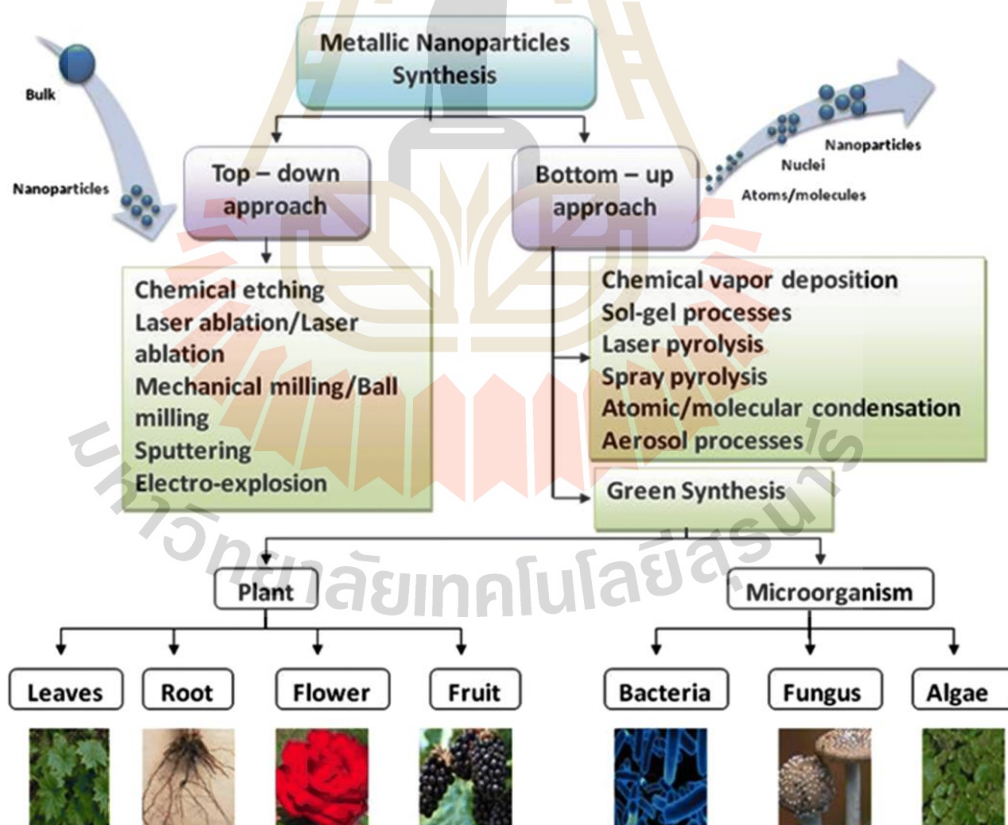 Metallic Nanoparticles
Synthesis
Bulk
Nanoparticles
Top – down
approach
Bottom – up
approach
Nanoparticles
Nuclei
Atoms/molecules
Chemical etching
Laser ablation/Laser
ablation
Mechanical milling/Ball
milling
Sputtering
Electro-explosion
Chemical vapor deposition
Sol-gel processes
Laser pyrolysis
Spray pyrolysis
Atomic/molecular condensation
Aerosol processes
Green Synthesis
มหาวิทยาลัยเทคโนโลยีสุรนารี
Plant
Microorganism
Leaves
Root
Flower
Fruit
Bacteria
Fungus
Algae